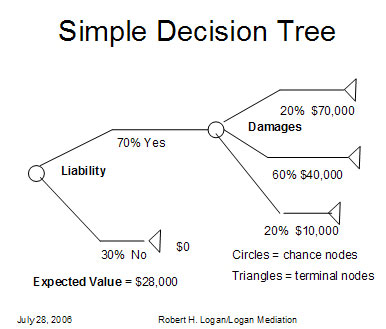 Simple Decision Tree
20% $70,000
Damages
70% Yes
Liability
60% $40,000
20% $10,000
30% No
$0
Circles = chance nodes
Triangles = terminal nodes
Expected Value = $28,000
July 28, 2006
Robert H. Logan/Logan Mediation